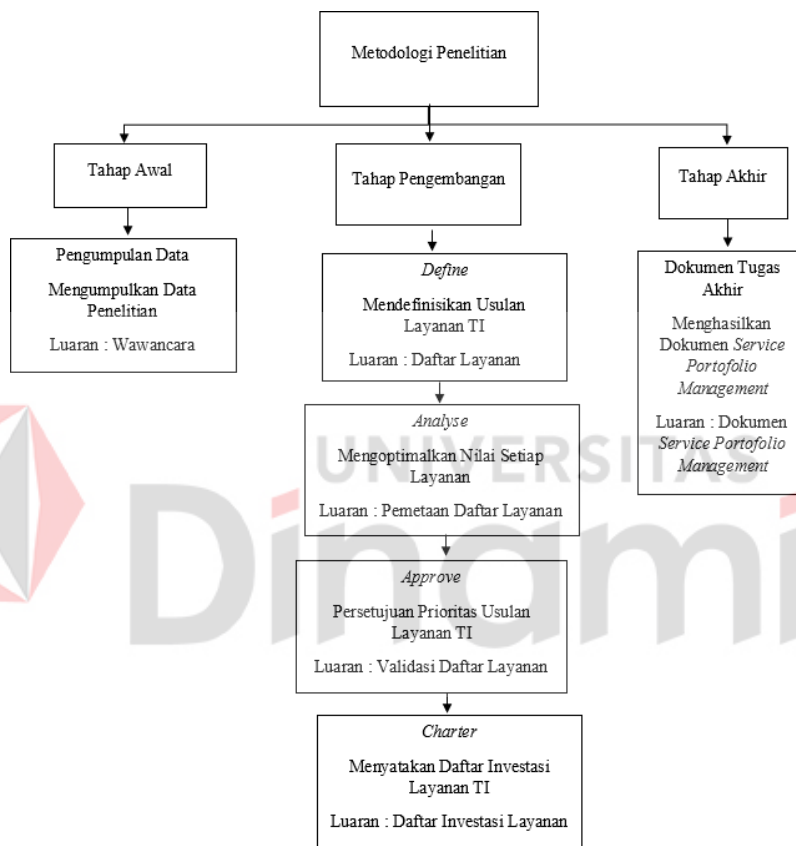 Metodologi Penelitian
Tahap Awal
Tahap Pengembangan
Tahap Akhir
Pengumpulan Data
Mengumpulkan Data
Penelitian
Luaran : Wawancara
Define
Mendefinisikan Usulan
Layanan TI
Luaran : Daftar Layanan
Analyse
Mengoptimalkan Nilai Setiap
Layanan
Luaran : Pemetaan Daftar Layanan
Approve
Persetujuan Prioritas Usulan
Layanan TI
Luaran : Validasi Daftar Layanan
Charter
Menyatakan Daftar Investasi
Layanan TI
Luaran : Daftar Investasi Layanan
Dokumen Tugas
Akhir
Menghasilkan
Dokumen Service
Portofolio
Management
Luaran : Dokumen
Service Portofolio
Management
UNIVERSITAS
Dinami